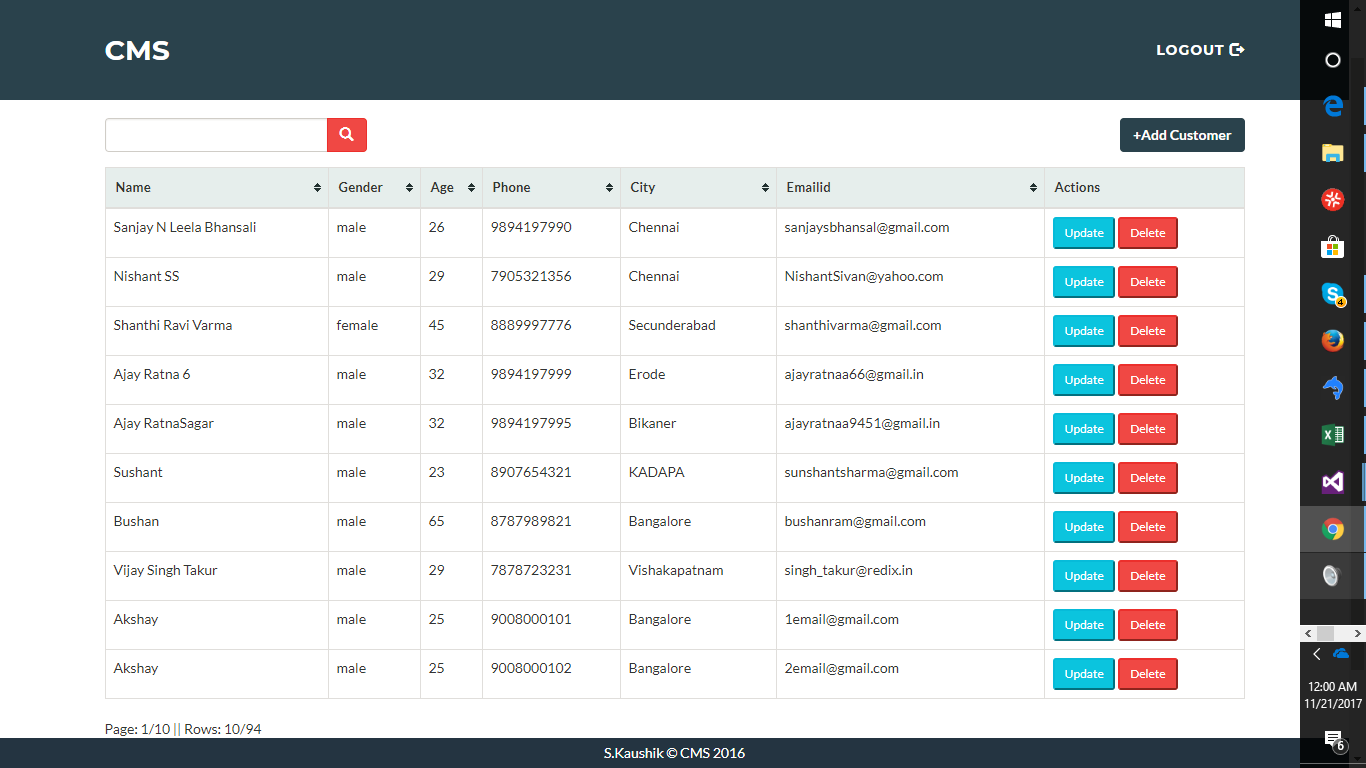 CMS
LOGOUT
+Add Customer
Name Gender Age Phone City Emailid Actions
Sanjay N Leela Bhansali male 26 9894197990 Chennai sanjaysbhansal@gmail.com Update Delete
Nishant SS male 29 7905321356 Chennai NishantSivan@yahoo.com Update Delete
Shanthi Ravi Varma female 45 8889997776 Secunderabad shanthivarma@gmail.com Update Delete
Ajay Ratna 6 male 32 9894197999 Erode ajayratnaa66@gmail.in Update Delete
Ajay RatnaSagar male 32 9894197995 Bikaner ajayratnaa9451@gmail.in Update Delete
Sushant male 23 8907654321 KADAPA sunshantsharma@gmail.com Update Delete
Bushan male 65 8787989821 Bangalore bushanram@gmail.com Update Delete
Vijay Singh Takur male 29 7878723231 Vishakapatnam singh_takur@redix.in Update Delete
Akshay male 25 9008000101 Bangalore 1email@gmail.com Update Delete
Akshay male 25 9008000102 Bangalore 2email@gmail.com Update Delete
Page: 1/10 || Rows: 10/94
S.Kaushik © CMS 2016
4
12:00 AM
11/21/2017
6